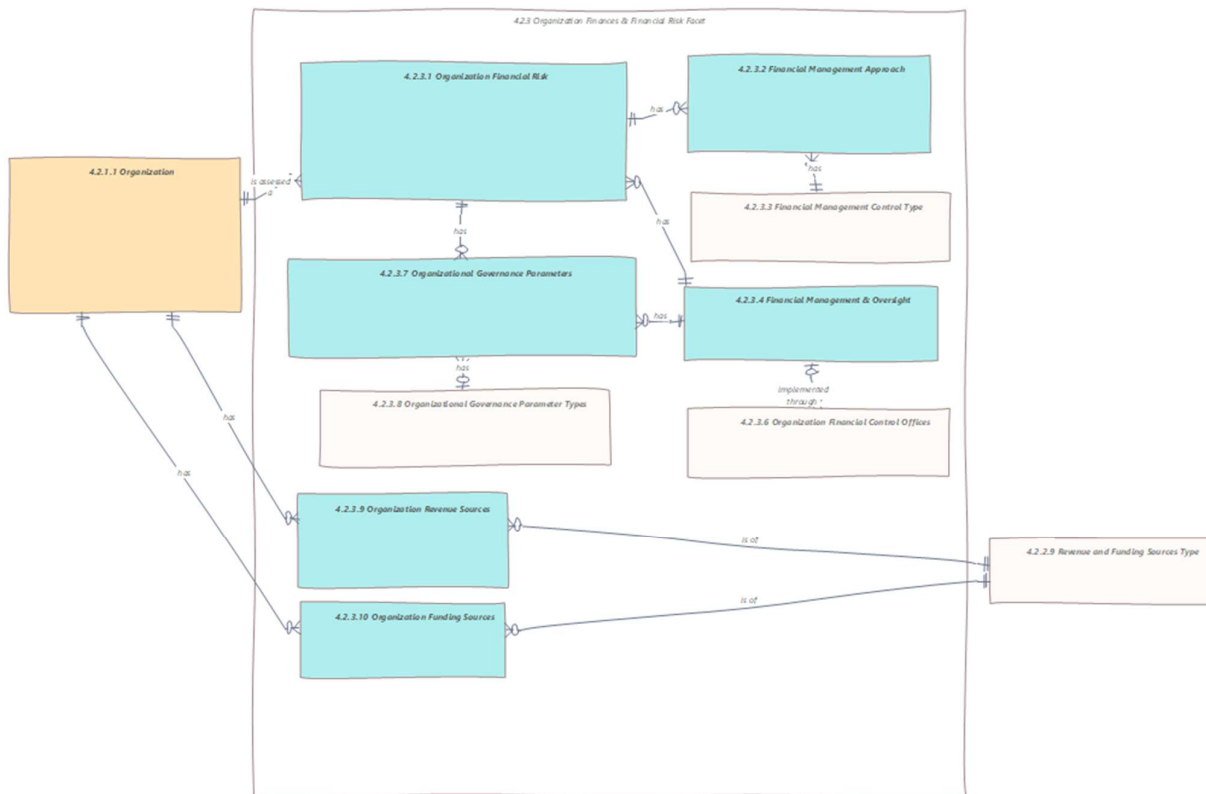 4.2.3 Organization Finances & Financial Risk Facet
4.2.3.1 Organization Financial Risk
4.2.3.2 Financial Management Approach
has
4.2.1.1 Organization
is assessed
a
has
4.2.3.3 Financial Management Control Type
has
has
4.2.3.7 Organizational Governance Parameters
4.2.3.4 Financial Management & Oversight
has
has
implemented
through
4.2.3.8 Organizational Governance Parameter Types
4.2.3.6 Organization Financial Control Offices
has
has
4.2.3.9 Organization Revenue Sources
is of
4.2.2.9 Revenue and Funding Sources Type
is of
4.2.3.10 Organization Funding Sources